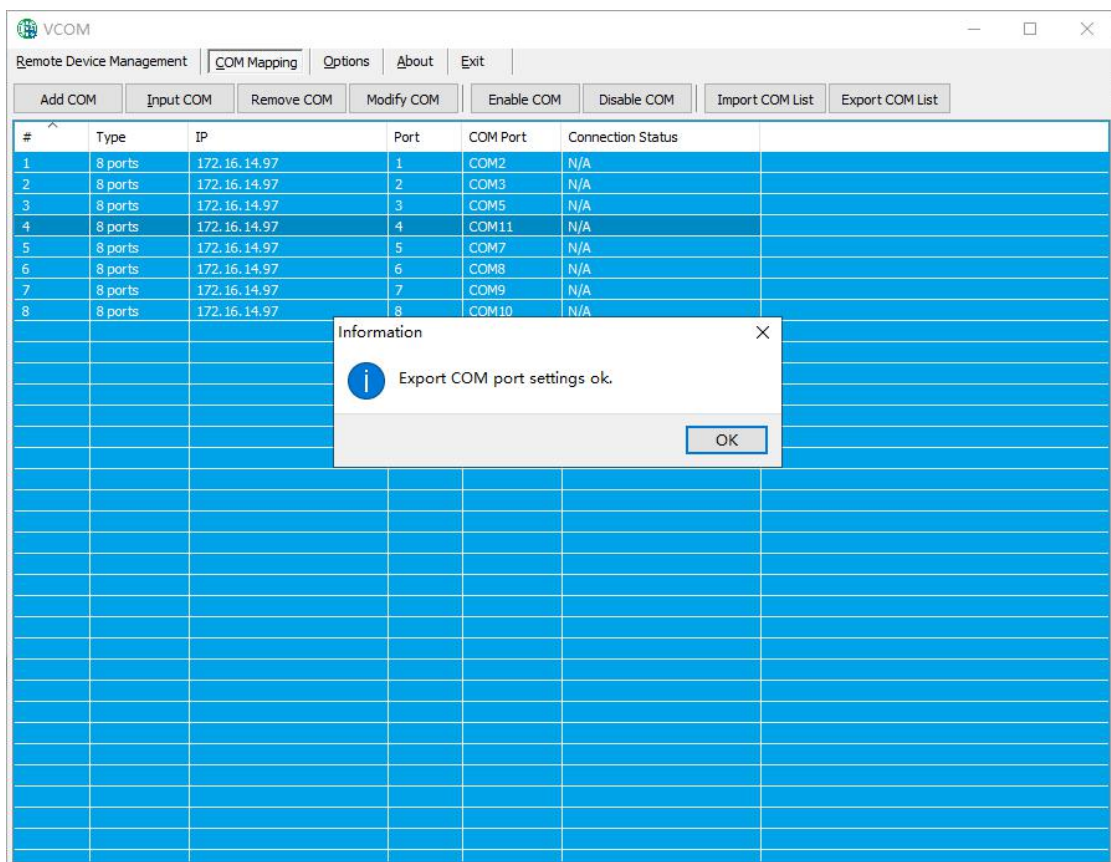 VCOM
Remote Device Management COM Mapping Options About Exit
Add COM Input COM Remove COM Modify COM Enable COM Disable COM Import COM List Export COM List
# Type IP Port COM Port Connection Status
1 8 ports 172.16.14.97 1 COM2 N/A
2 8 ports 172.16.14.97 2 COM3 N/A
3 8 ports 172.16.14.97 3 COM5 N/A
4 8 ports 172.16.14.97 4 COM11 N/A
5 8 ports 172.16.14.97 5 COM7 N/A
6 8 ports 172.16.14.97 6 COM8 N/A
7 8 ports 172.16.14.97 7 COM9 N/A
8 8 ports 172.16.14.97 8 COM10 N/A
Information
Export COM port settings ok.
OK